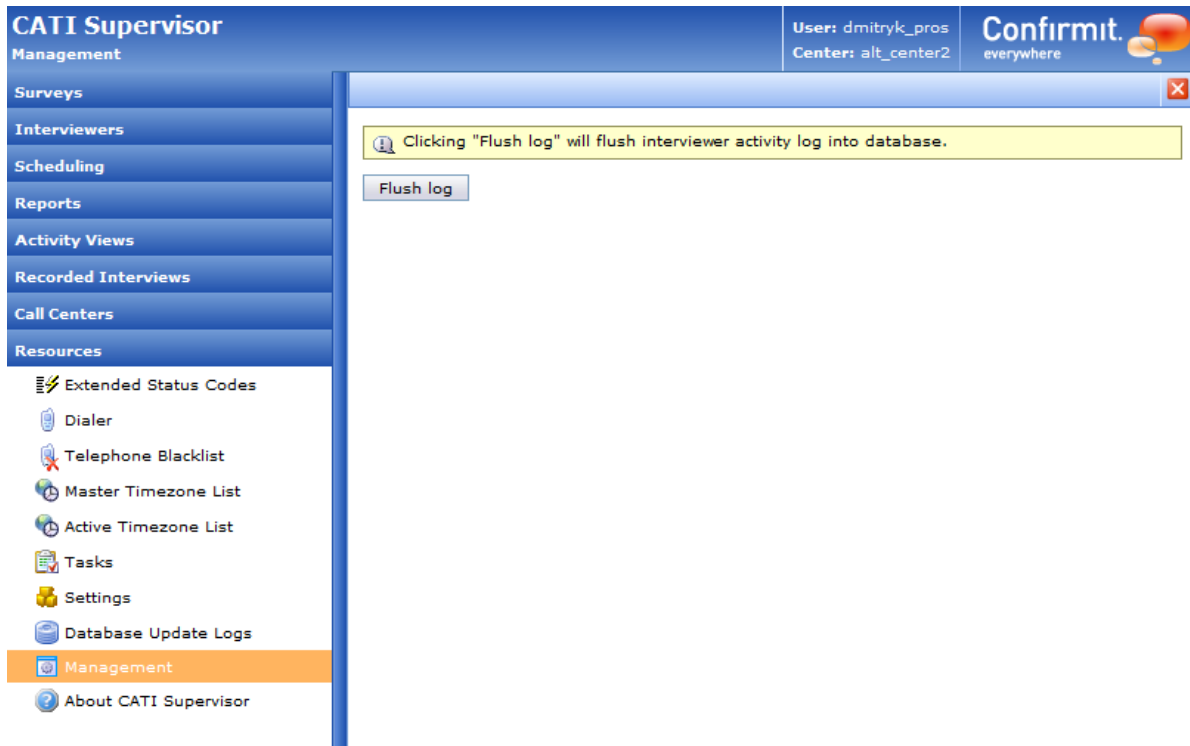 CATI Supervisor
Management
User: dmitryk_pros
Center: alt_center2
Confirmit.
everywhere
Surveys
Interviewers
Scheduling
Reports
Activity Views
Recorded Interviews
Call Centers
Resources
Extended Status Codes
Dialer
Telephone Blacklist
Master Timezone List
Active Timezone List
Tasks
Settings
Database Update Logs
Management
About CATI Supervisor
Clicking "Flush log" will flush interviewer activity log into database.
Flush log